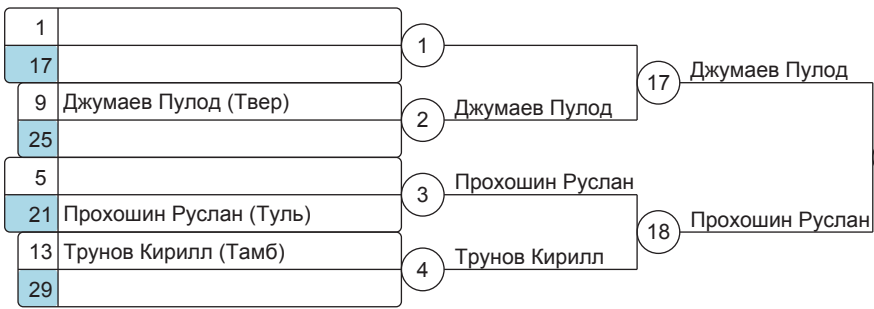 1
17
1
9 Джумаев Пулод (Твер)
25
2
Джумаев Пулод
17
Джумаев Пулод
5
21 Прохошин Руслан (Туль)
3
Прохошин Руслан
13 Трунов Кирилл (Тамб)
29
4
Трунов Кирилл
18
Прохошин Руслан